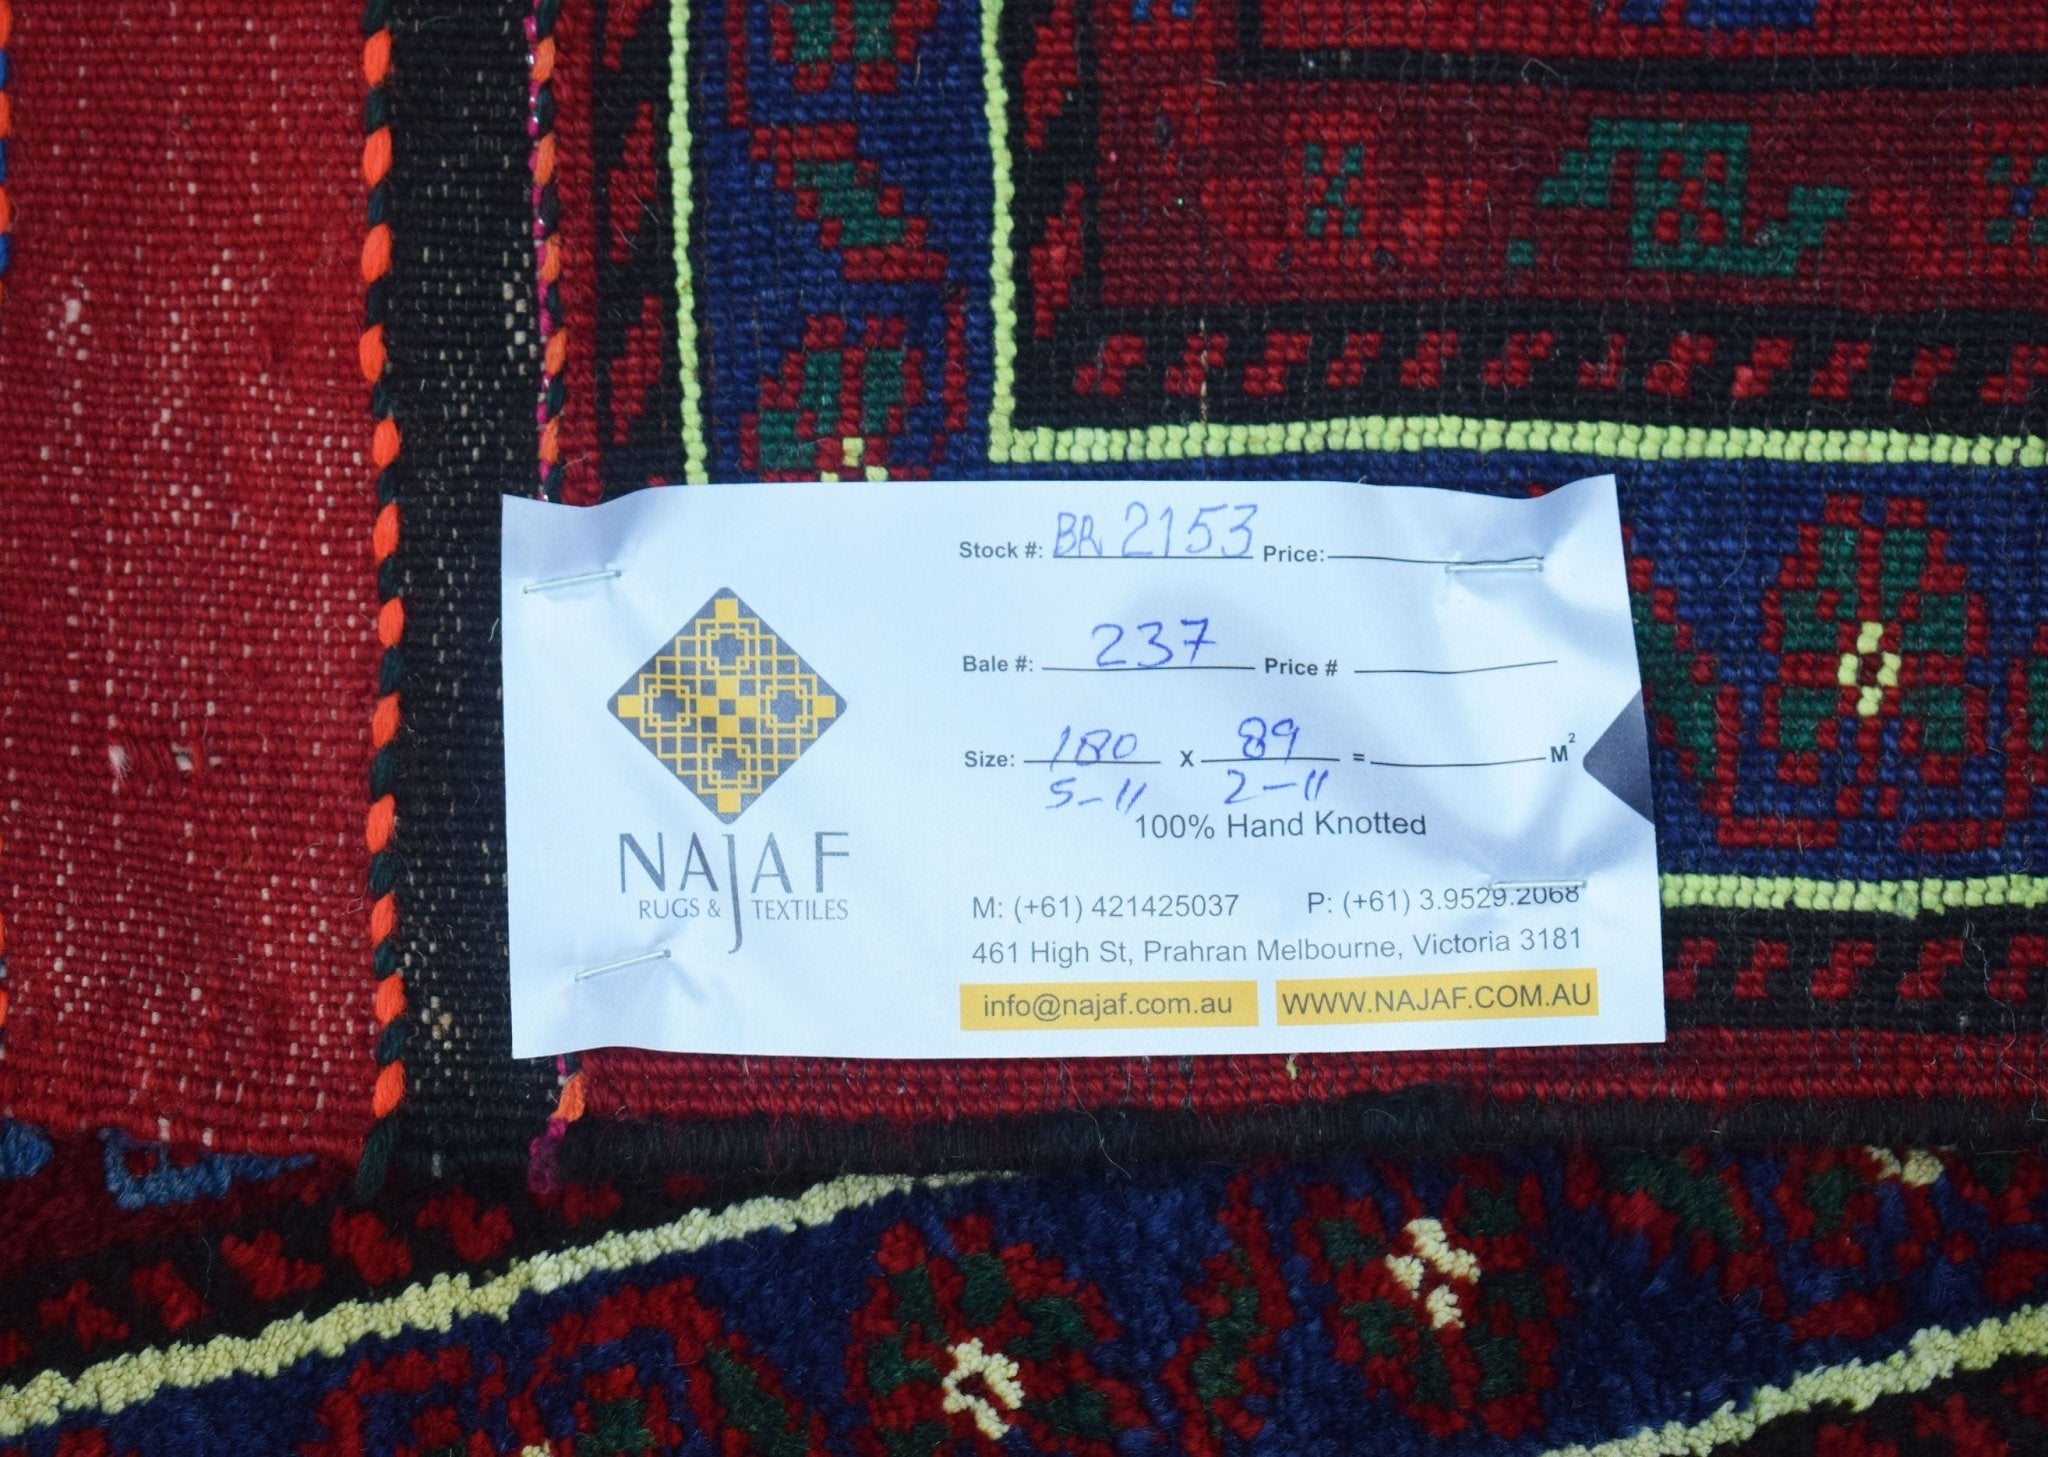 Stock #: BR 2153 Price:
Bale #: 237 Price #
Size: 180 X 89 = M²
5-11 2-11
100% Hand Knotted
NAJAF
RUGS & TEXTILES
M: (+61) 421425037 P: (+61) 3.9529.2068
461 High St, Prahran Melbourne, Victoria 3181
info@najaf.com.au WWW.NAJAF.COM.AU